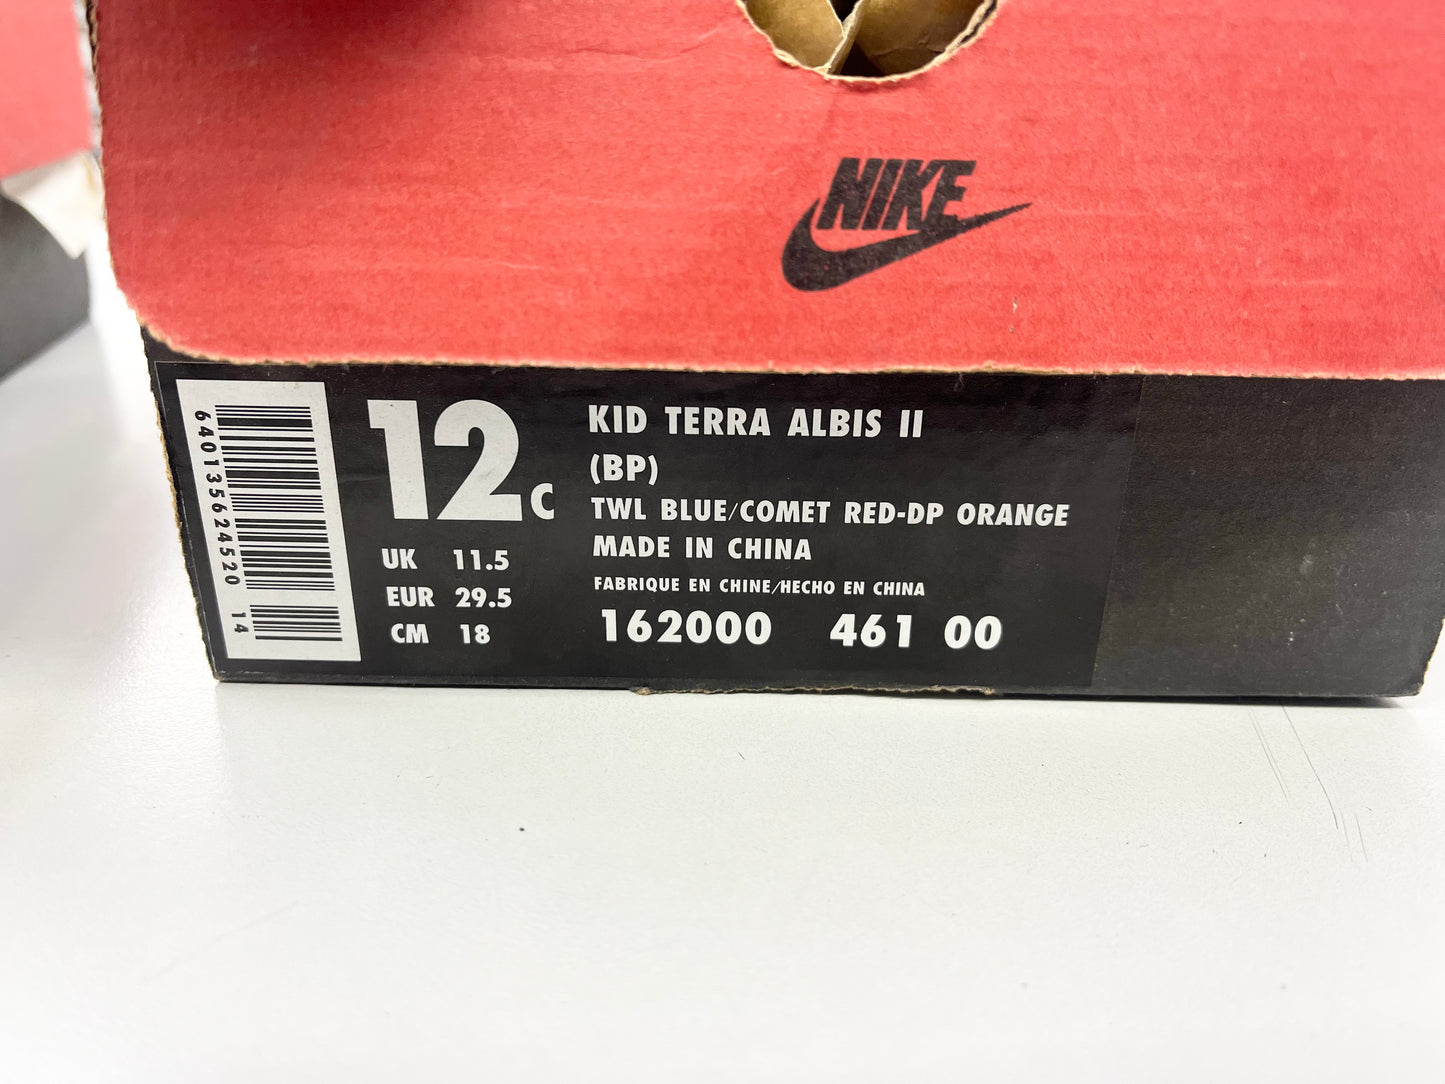 NIKE
640135624520 14
12C
UK 11.5
EUR 29.5
CM 18
KID TERRA ALBIS II
(BP)
TWL BLUE/COMET RED-DP ORANGE
MADE IN CHINA
FABRIQUE EN CHINE/HECHO EN CHINA
162000 461 00